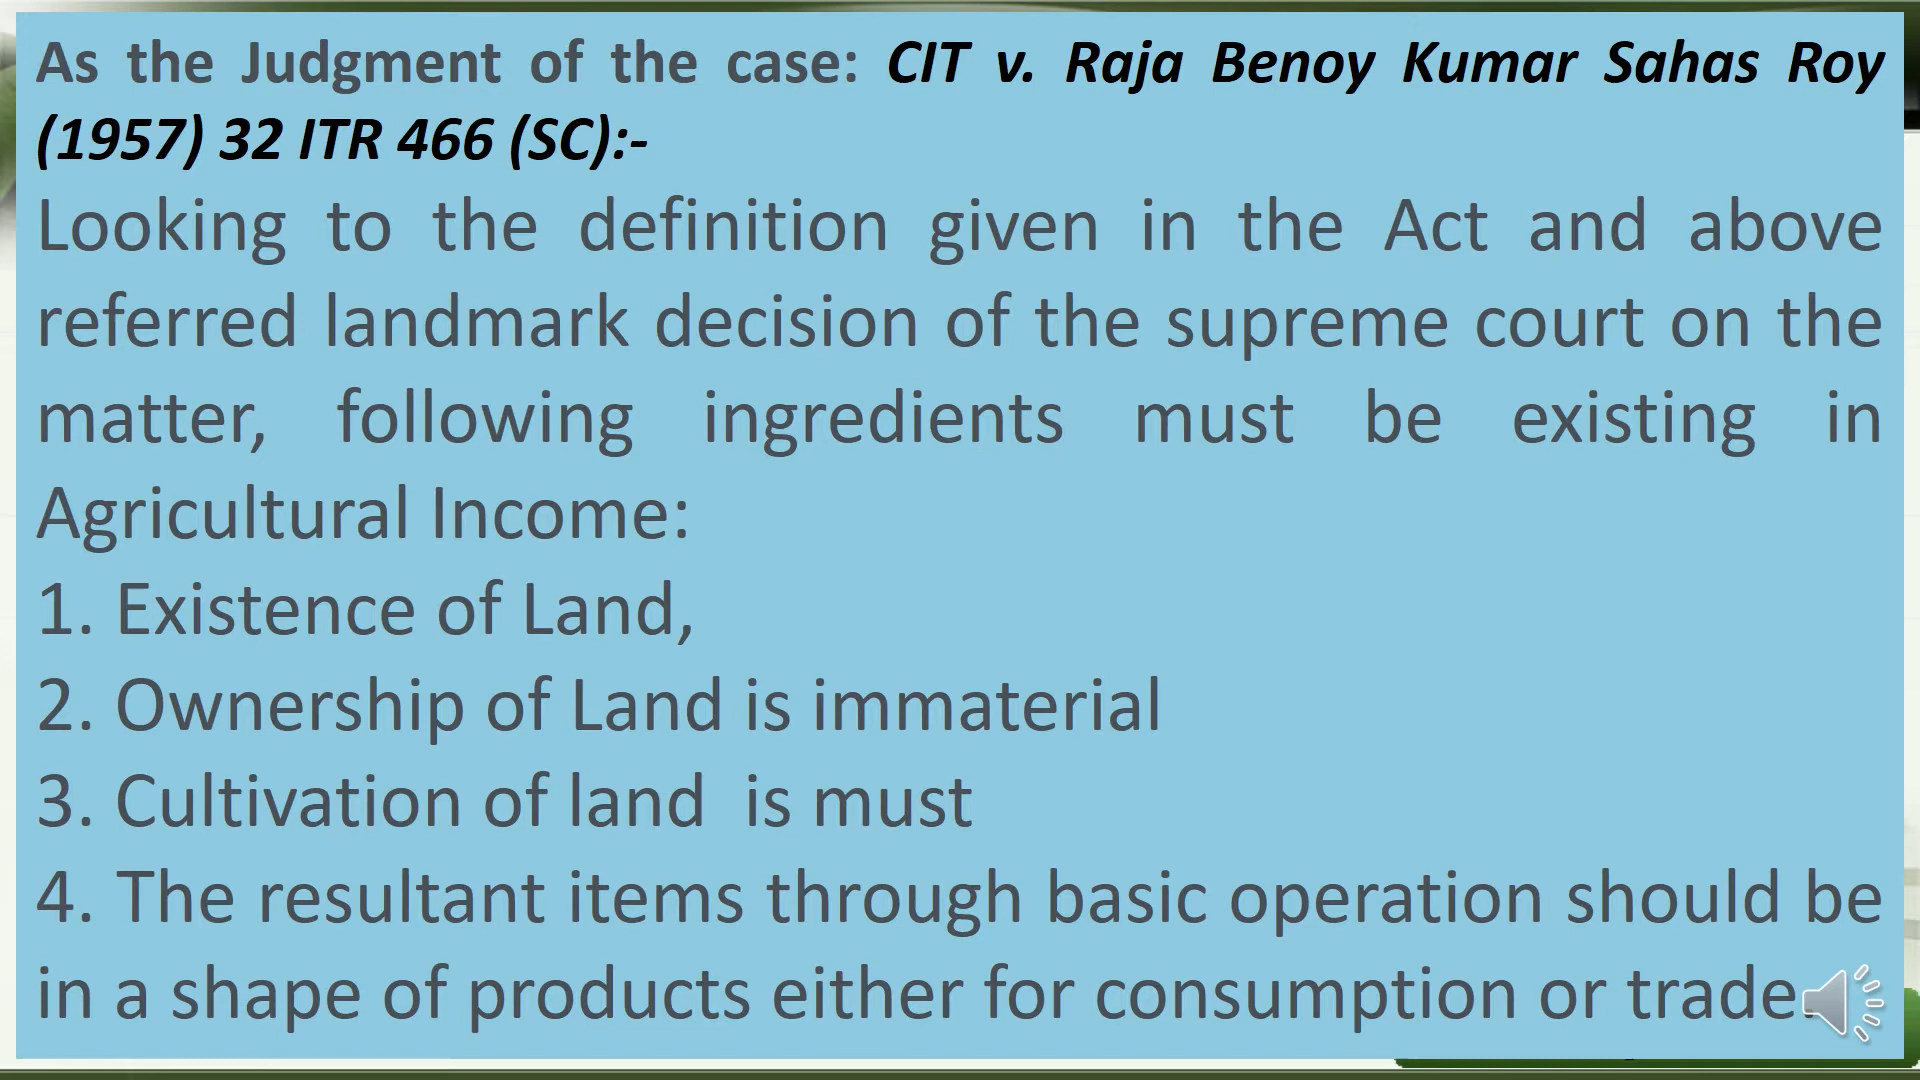 As the Judgment of the case: CIT v. Raja Benoy Kumar Sahas Roy
(1957) 32 ITR 466 (SC):-
Looking to the definition given in the Act and above
referred landmark decision of the supreme court on the
matter, following ingredients must be existing in
Agricultural Income:
1. Existence of Land,
2. Ownership of Land is immaterial
3. Cultivation of land is must
4. The resultant items through basic operation should be
in a shape of products either for consumption or trade.